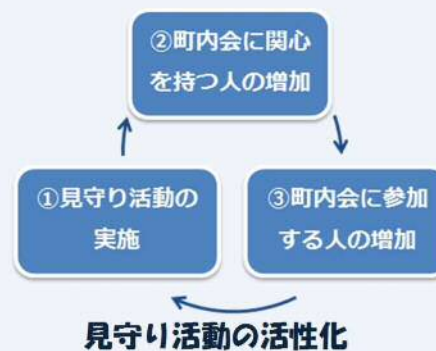 ②町内会に関心
を持つ人の増加
①見守り活動の
実施
③町内会に参加
する人の増加
見守り活動の活性化